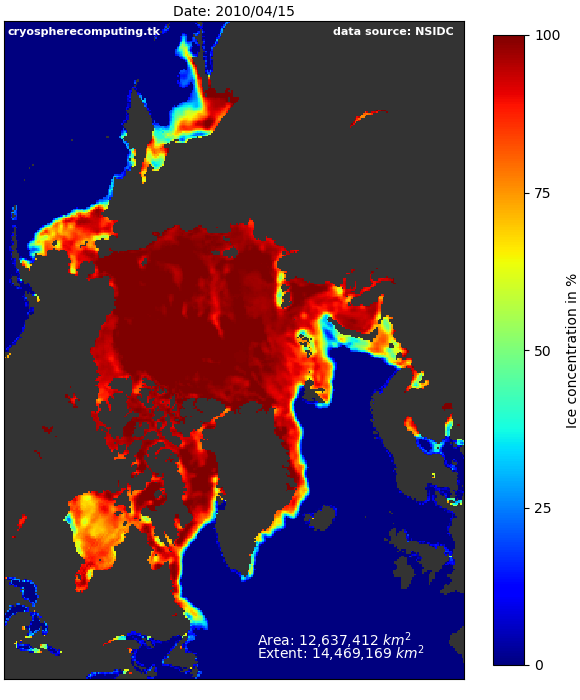 Date: 2010/04/15
cryospherecomputing.tk
data source: NSIDC
100
75
50
25
0
Ice concentration in %
Area: 12,637,412 km²
Extent: 14,469,169 km²